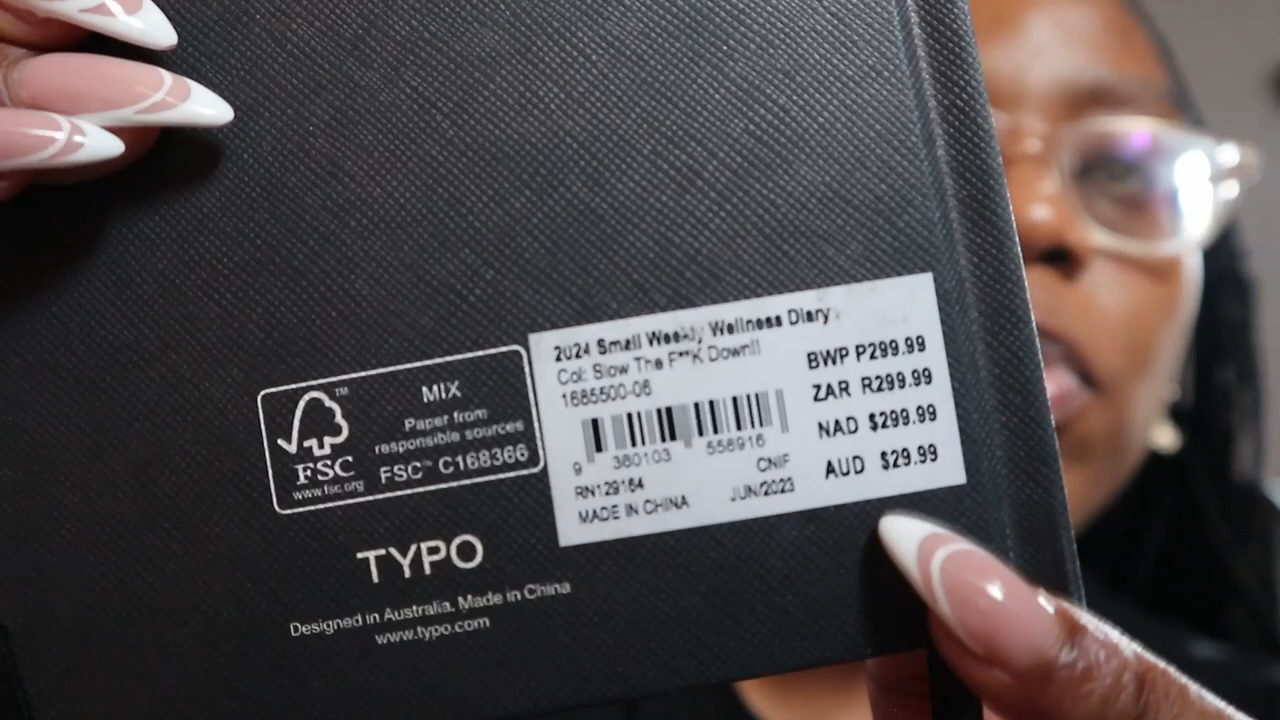 2024 Small Weekly Wellness Diary
Col: Slow The F**K Down!!
1685500-06
9 380103 558916
CNIF
RN129164
JUN/2023
MADE IN CHINA
BWP P299.99
ZAR R299.99
NAD $299.99
AUD $29.99
TM
MIX
Paper from
responsible sources
FSC™ C168366
FSC
www.fsc.org
TYPO
Designed in Australia. Made in China
www.typo.com